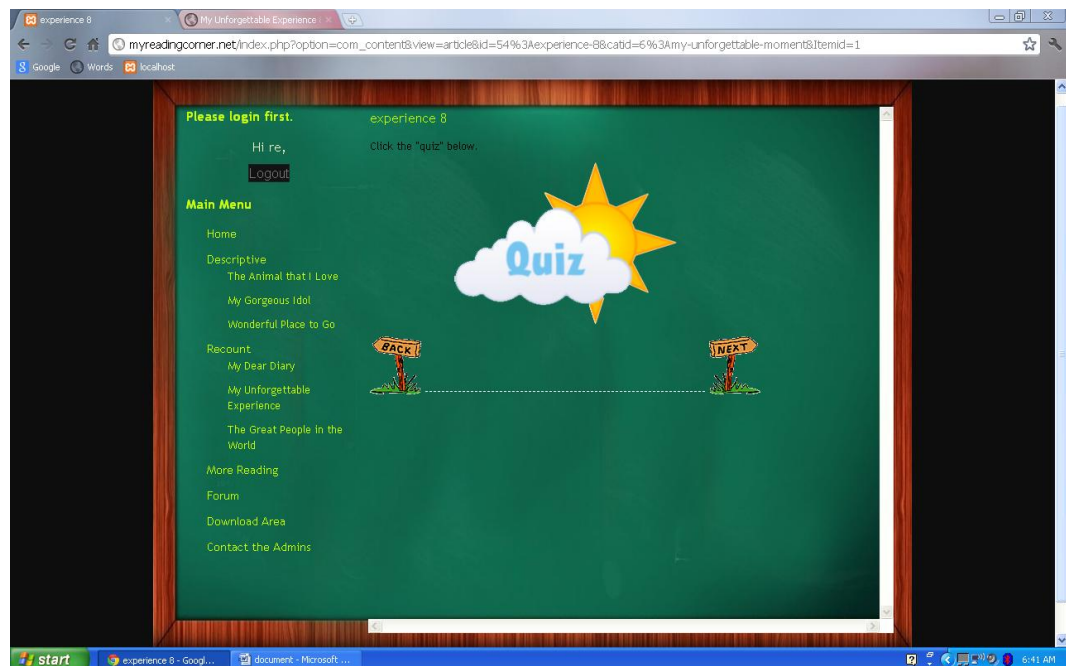 experience 8
My Unforgettable Experience
myreadingcorner.net/index.php?option=com_content&view=article&id=54%3Aexperience-8&catid=6%3Amy-unforgettable-moment&Itemid=1
Google Words localhost
Please login first.
Hi re,
Logout
Main Menu
Home
Descriptive
The Animal that I Love
My Gorgeous Idol
Wonderful Place to Go
Recount
My Dear Diary
My Unforgettable
Experience
The Great People in the
World
More Reading
Forum
Download Area
Contact the Admins
experience 8
Click the "quiz" below.
Quiz
BACK
NEXT
start
experience 8 - Googl...
document - Microsoft ...
6:41 AM